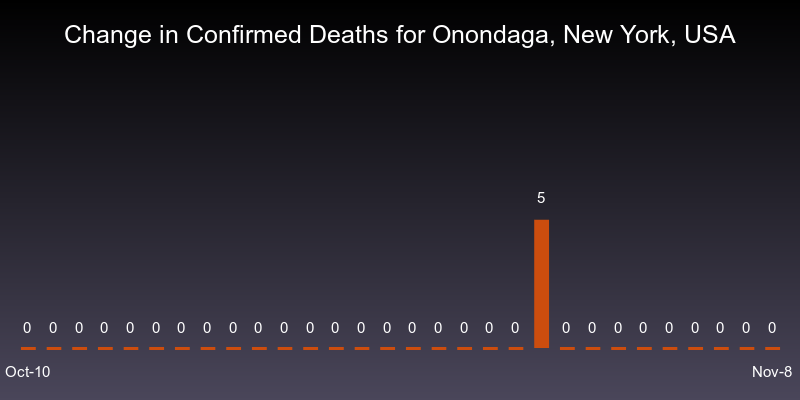 Change in Confirmed Deaths for Onondaga, New York, USA
5
0 0 0 0 0 0 0 0 0 0 0 0 0 0 0 0 0 0 0 0 0 0 0 0 0 0 0 0 0
Oct-10 Nov-8